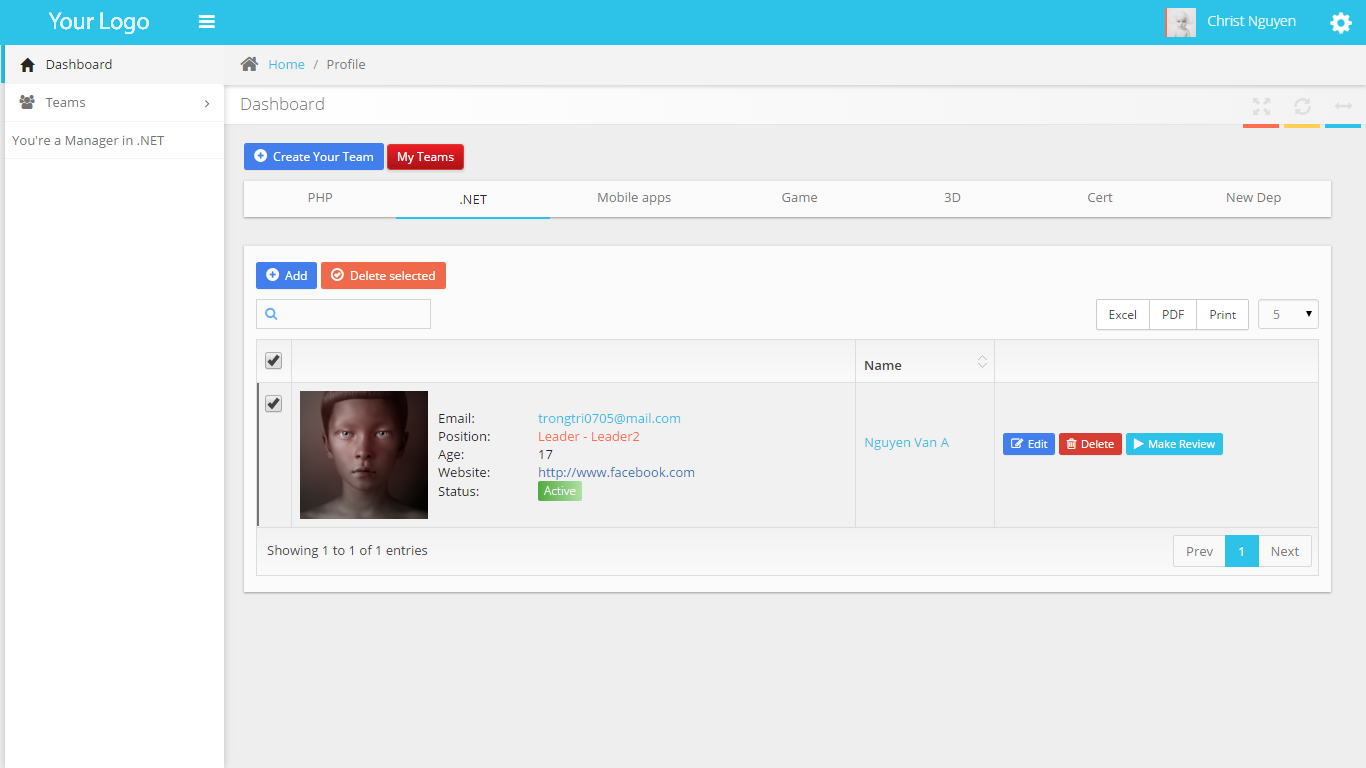 Your Logo
Christ Nguyen
Dashboard
Home / Profile
Teams
Dashboard
You're a Manager in .NET
Create Your Team
My Teams
PHP .NET Mobile apps Game 3D Cert New Dep
Add
Delete selected
Excel PDF Print 5
Name
Email: trongtri0705@mail.com
Position: Leader - Leader2
Age: 17
Website: http://www.facebook.com
Status: Active
Nguyen Van A
Edit Delete Make Review
Showing 1 to 1 of 1 entries
Prev 1 Next